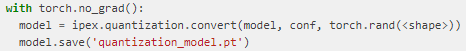 with torch.no_grad():
    model = ipex.quantization.convert(model, conf, torch.rand(<shape>))
    model.save('quantization_model.pt')